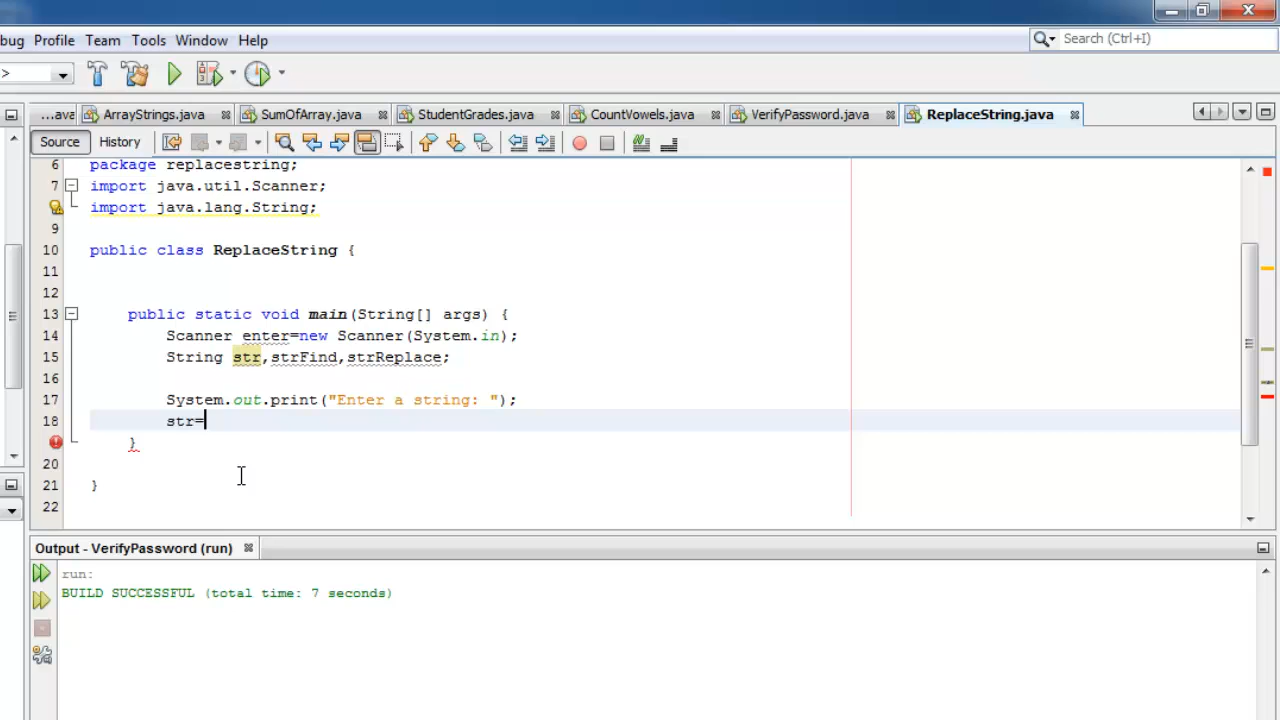 bug Profile Team Tools Window Help
Search (Ctrl+I)
>
...ava ArrayStrings.java SumOfArray.java StudentGrades.java CountVowels.java VerifyPassword.java ReplaceString.java
Source History
6 package replacestring;
7 import java.util.Scanner;
import java.lang.String;
9
10 public class ReplaceString {
11
12
13 public static void main(String[] args) {
14 Scanner enter=new Scanner(System.in);
15 String str,strFind,strReplace;
16
17 System.out.print("Enter a string: ");
18 str=
}
20
21 }
22
Output - VerifyPassword (run)
run:
BUILD SUCCESSFUL (total time: 7 seconds)